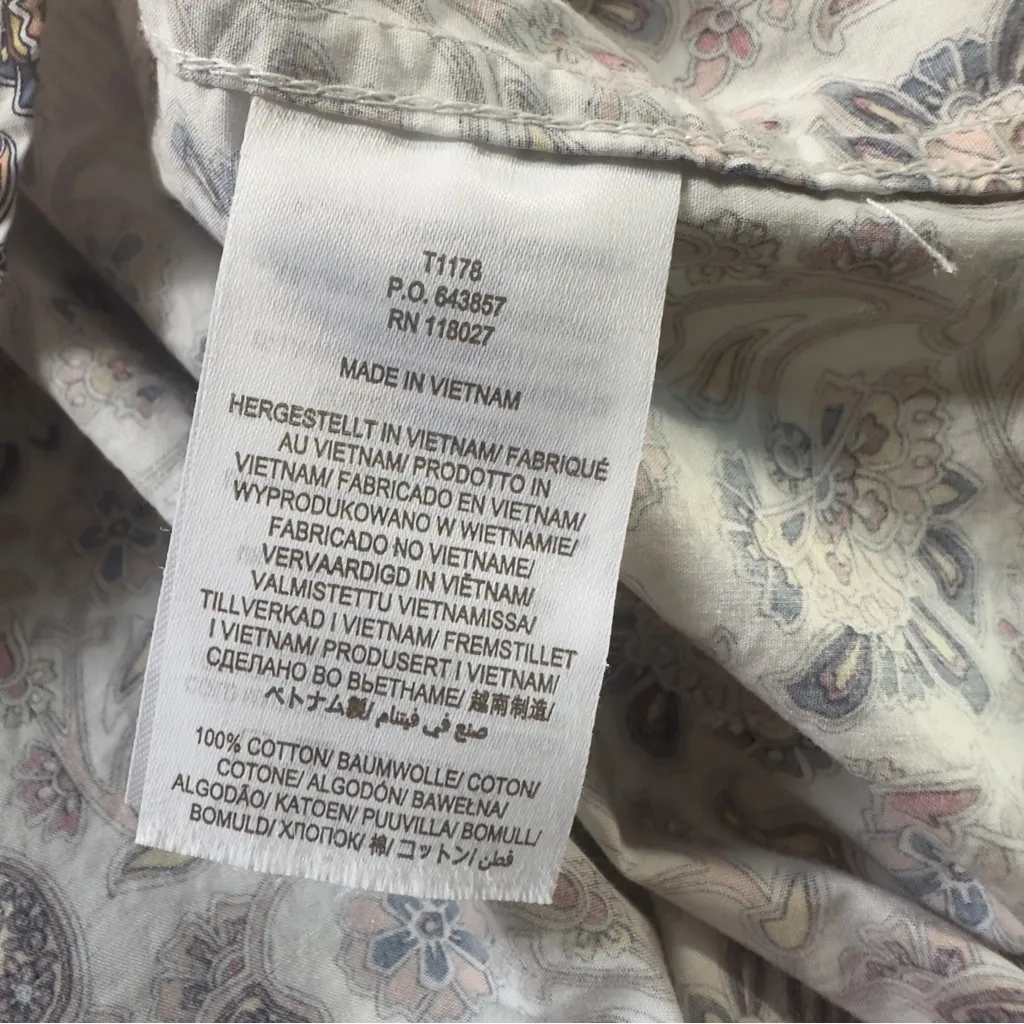 T1178
P.O. 643857
RN 118027
MADE IN VIETNAM
HERGESTELLT IN VIETNAM/ FABRIQUÉ
AU VIETNAM/ PRODOTTO IN
VIETNAM/ FABRICADO EN VIETNAM/
WYPRODUKOWANO W WIETNAMIE/
FABRICADO NO VIETNAME/
VERVAARDIGD IN VIËTNAM/
VALMISTETTU VIETNAMISSA/
TILLVERKAD I VIETNAM/ FREMSTILLET
I VIETNAM/ PRODUSERT I VIETNAM/
СДЕЛАНО ВО ВЬЕТНАМЕ/ 越南制造/
ベトナム製/ صنع في فيتنام
100% COTTON/ BAUMWOLLE/ COTON/
COTONE/ ALGODÓN/ BAWEŁNA/
ALGODÃO/ KATOEN/ PUUVILLA/ BOMULL/
BOMULD/ ХЛОПОК/ 棉/ コットン/ قطن